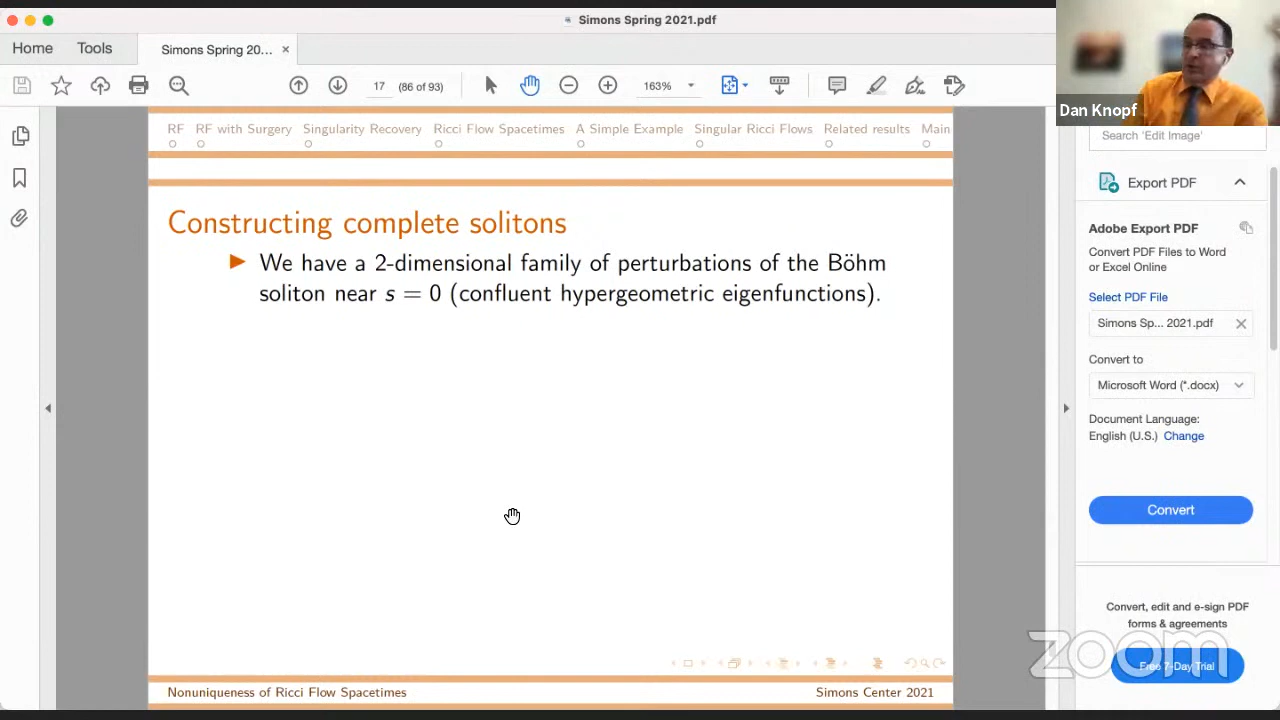 Simons Spring 2021.pdf
Home Tools Simons Spring 20... ×
17 (86 of 93) 163%
Dan Knopf
RF RF with Surgery Singularity Recovery Ricci Flow Spacetimes A Simple Example Singular Ricci Flows Related results Main
Constructing complete solitons
We have a 2-dimensional family of perturbations of the Böhm
soliton near s = 0 (confluent hypergeometric eigenfunctions).
Nonuniqueness of Ricci Flow Spacetimes Simons Center 2021
Search 'Edit Image'
Export PDF
Adobe Export PDF
Convert PDF Files to Word
or Excel Online
Select PDF File
Simons Sp... 2021.pdf
Convert to
Microsoft Word (*.docx)
Document Language:
English (U.S.) Change
Convert
Convert, edit and e-sign PDF
forms & agreements
Free 7-Day Trial
zoom